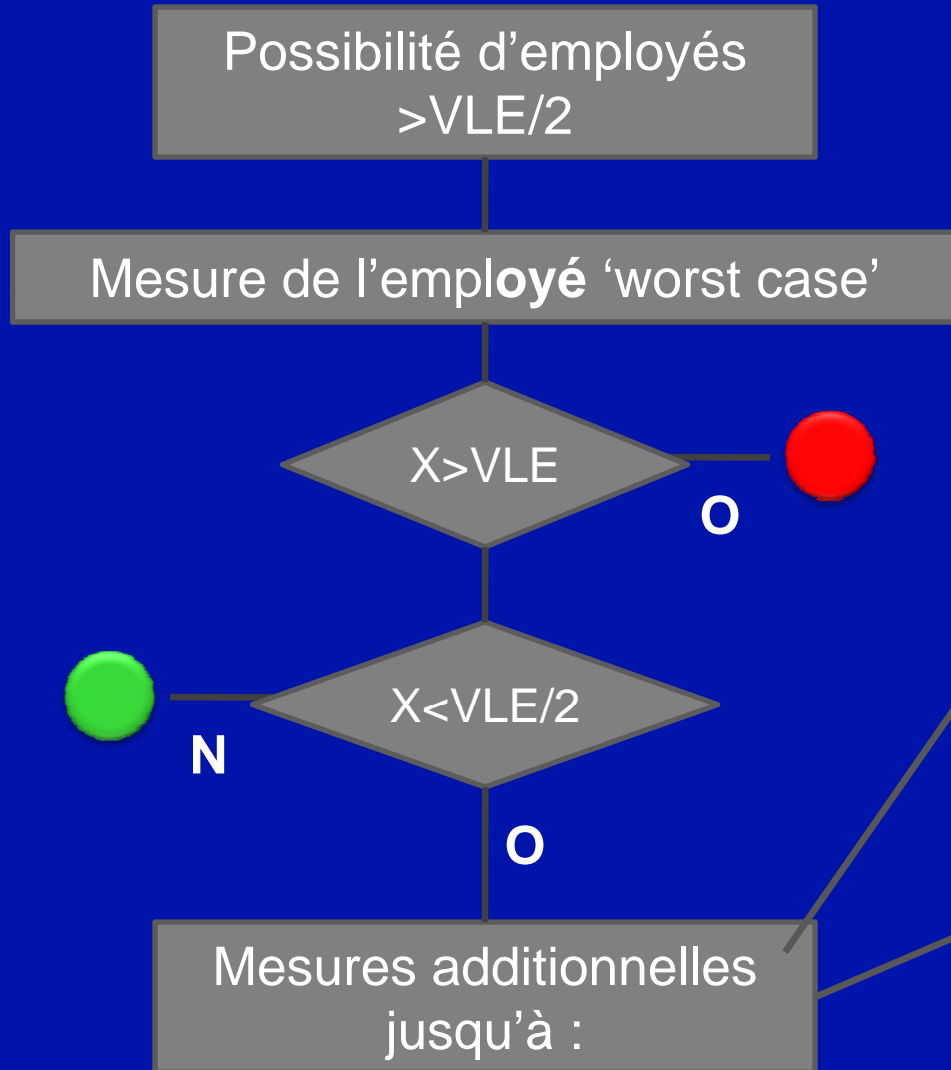 Possibilité d’employés
>VLE/2
Mesure de l’employé ‘worst case’
X>VLE
O
X<VLE/2
N
O
Mesures additionnelles
jusqu’à :